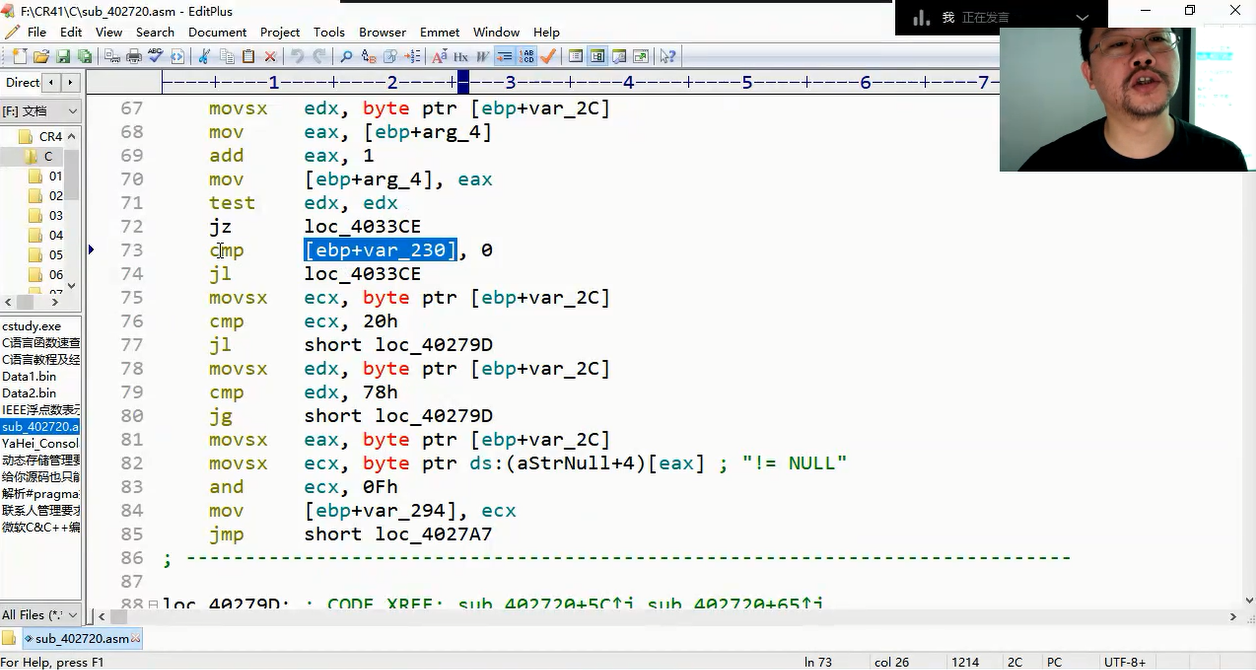 F:\CR41\C\sub_402720.asm - EditPlus
我 正在发言
File Edit View Search Document Project Tools Browser Emmet Window Help
Direct
[F:] 文档
CR4
C
01
02
03
04
05
06
cstudy.exe
C语言函数速查
C语言教程及经
Data1.bin
Data2.bin
IEEE浮点数表示
sub_402720.a
YaHei_Consol
动态存储管理要
给你源码也只能
解析#pragma
联系人管理要求
微软C&C++编
All Files (*.*
----+----1----+----2----+----3----+----4----+----5----+----6----+----7
67 movsx edx, byte ptr [ebp+var_2C]
68 mov eax, [ebp+arg_4]
69 add eax, 1
70 mov [ebp+arg_4], eax
71 test edx, edx
72 jz loc_4033CE
73 cmp [ebp+var_230], 0
74 jl loc_4033CE
75 movsx ecx, byte ptr [ebp+var_2C]
76 cmp ecx, 20h
77 jl short loc_40279D
78 movsx edx, byte ptr [ebp+var_2C]
79 cmp edx, 78h
80 jg short loc_40279D
81 movsx eax, byte ptr [ebp+var_2C]
82 movsx ecx, byte ptr ds:(aStrNull+4)[eax] ; "!= NULL"
83 and ecx, 0Fh
84 mov [ebp+var_294], ecx
85 jmp short loc_4027A7
86 ; ---------------------------------------------------------------------------
87
88 loc_40279D: ; CODE XREF: sub_402720+5C↑j sub_402720+65↑j
sub_402720.asm
For Help, press F1 ln 73 col 26 1214 2C PC UTF-8+